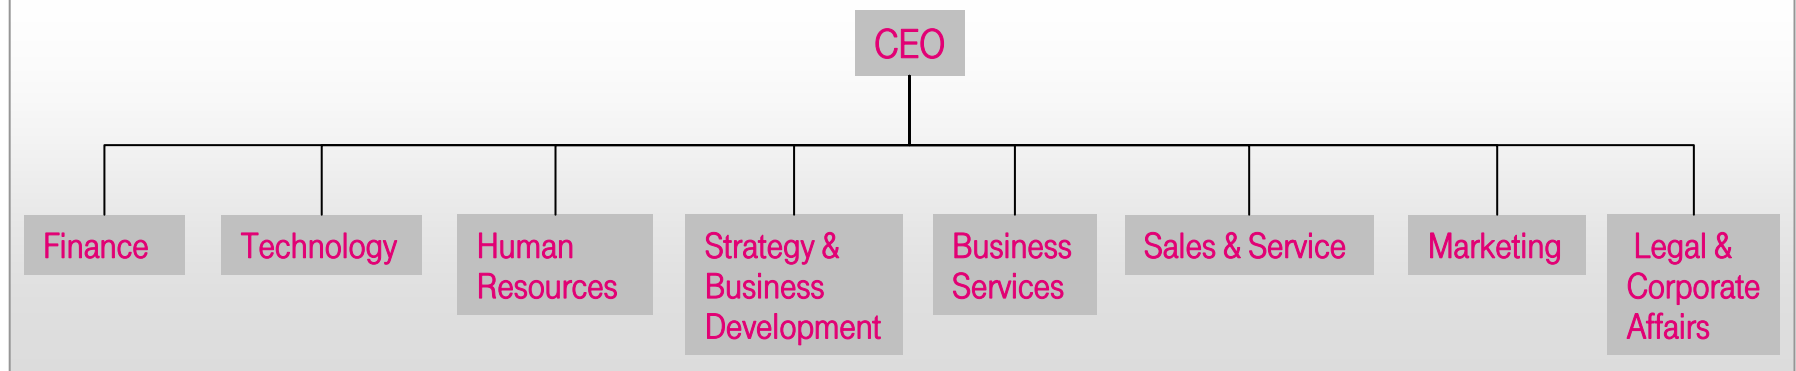 CEO
Finance
Technology
Human
Resources
Strategy &
Business
Development
Business
Services
Sales & Service
Marketing
Legal &
Corporate
Affairs